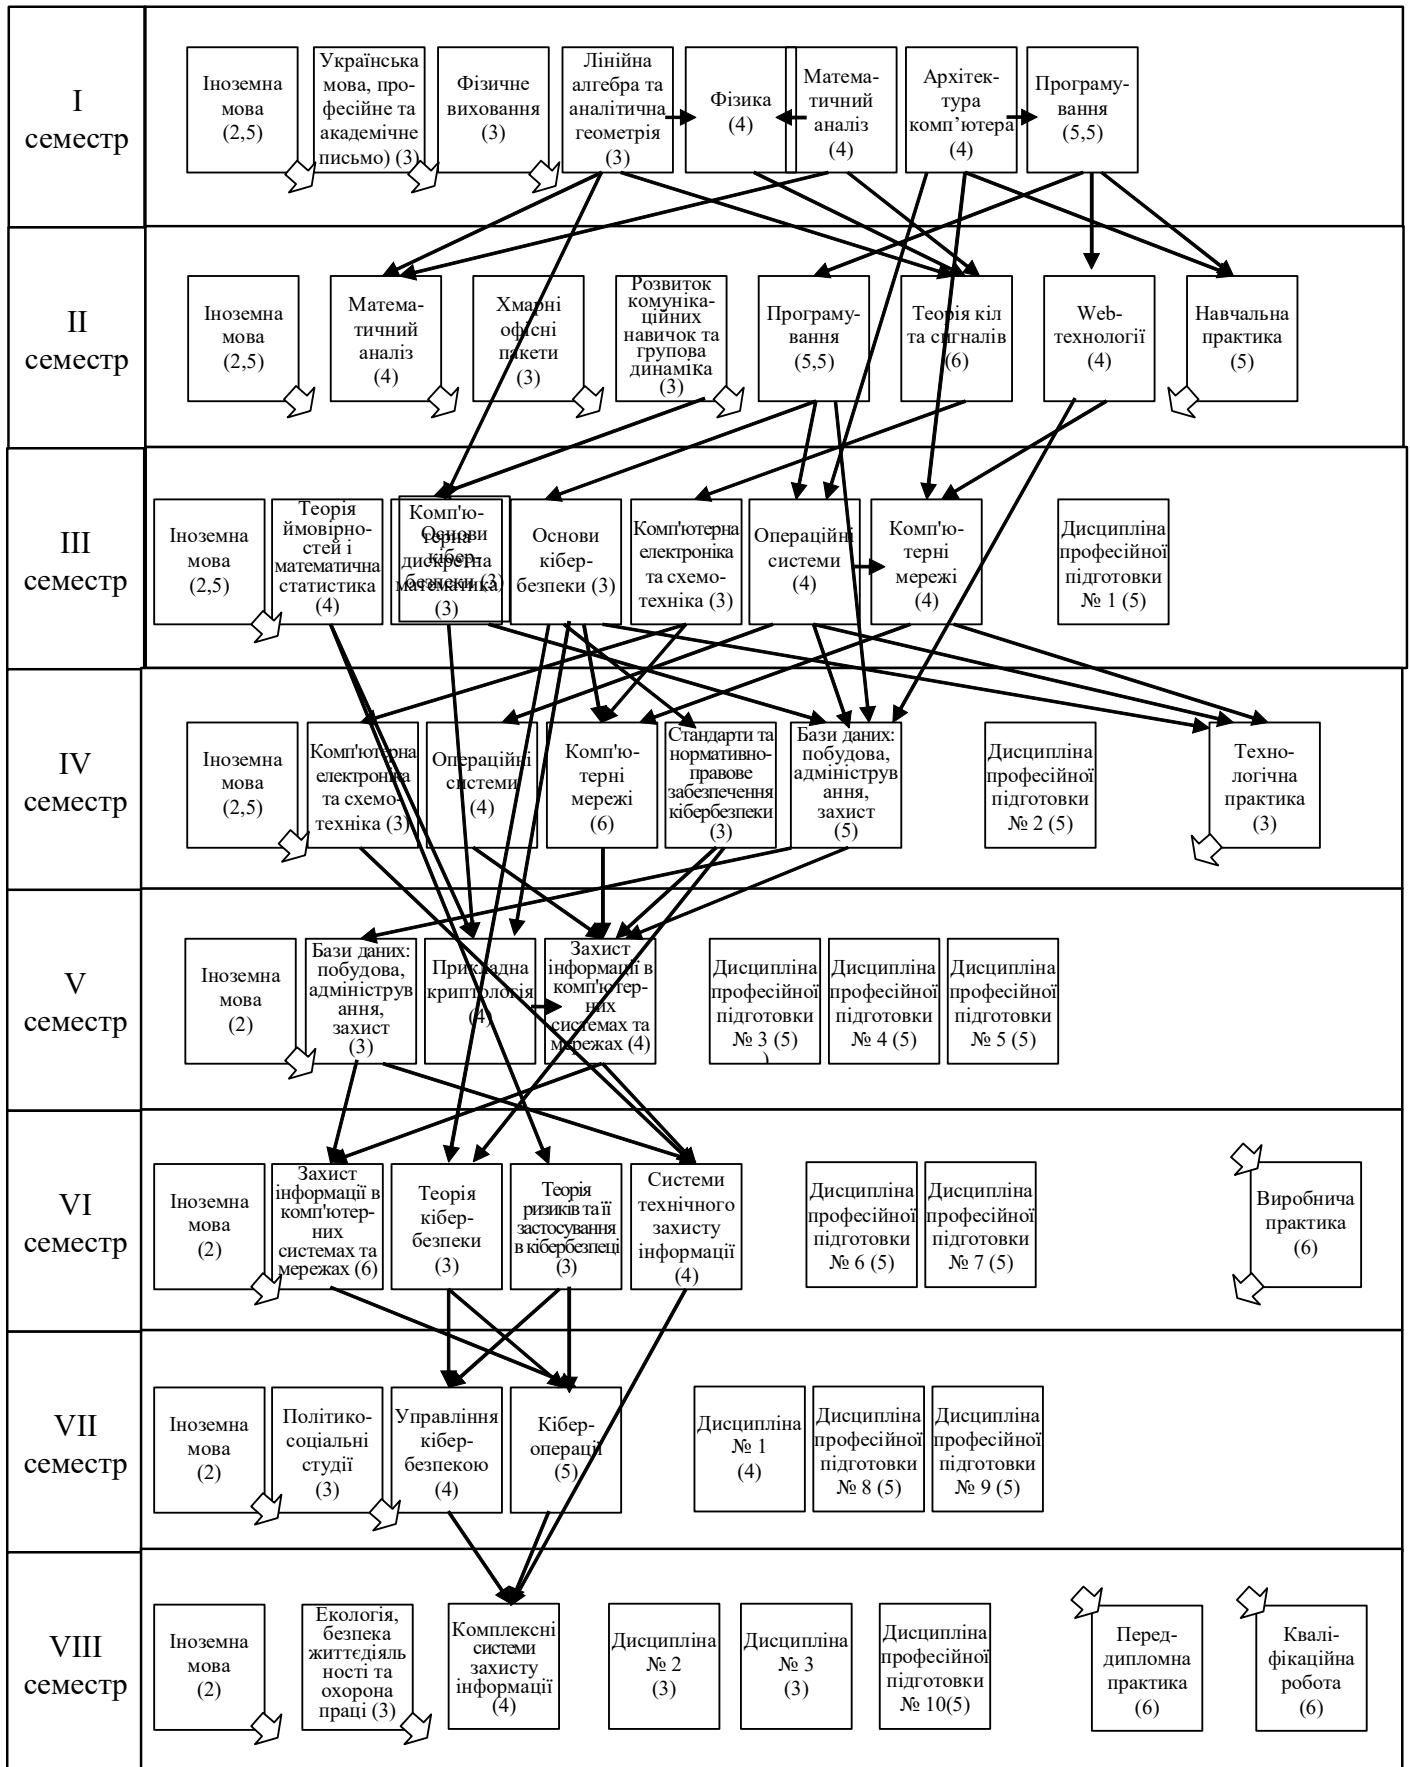 I
семестр
Іноземна
мова
(2,5)
Українська
мова, про-
фесійне та
академічне
письмо) (3)
Фізичне
виховання
(3)
Лінійна
алгебра та
аналітична
геометрія
(3)
Фізика
(4)
Матема-
тичний
аналіз
(4)
Архітек-
тура
комп’ютера
(4)
Програму-
вання
(5,5)
II
семестр
Іноземна
мова
(2,5)
Матема-
тичний
аналіз
(4)
Хмарні
офісні
пакети
(3)
Розвиток
комуніка-
ційних
навичок та
групова
динаміка
(3)
Програму-
вання
(5,5)
Теорія кіл
та сигналів
(6)
Web-
технології
(4)
Навчальна
практика
(5)
III
семестр
Іноземна
мова
(2,5)
Теорія
ймовірно-
стей і
математична
статистика
(4)
Комп'ю-
терна
дискретна
математика
(3)
Основи
кібер-
безпеки (3)
Основи
кібер-
безпеки (3)
Комп'ютерна
електроніка
та схемо-
техніка (3)
Операційні
системи
(4)
Комп'ю-
терні
мережі
(4)
Дисципліна
професійної
підготовки
№ 1 (5)
IV
семестр
Іноземна
мова
(2,5)
Комп'ютерна
електроніка
та схемо-
техніка (3)
Операційні
системи
(4)
Комп'ю-
терні
мережі
(6)
Стандарти та
нормативно-
правове
забезпечення
кібербезпеки
(3)
Бази даних:
побудова,
адмініструв
ання,
захист
(5)
Дисципліна
професійної
підготовки
№ 2 (5)
Техно-
логічна
практика
(3)
V
семестр
Іноземна
мова
(2)
Бази даних:
побудова,
адмініструв
ання,
захист
(3)
Прикладна
криптологія
(4)
Захист
інформації в
комп'ютер-
них
системах та
мережах (4)
Дисципліна
професійної
підготовки
№ 3 (5)
)
Дисципліна
професійної
підготовки
№ 4 (5)
Дисципліна
професійної
підготовки
№ 5 (5)
VI
семестр
Іноземна
мова
(2)
Захист
інформації в
комп'ютер-
них
системах та
мережах (6)
Теорія
кібер-
безпеки
(3)
Теорія
ризиків та її
застосування
в кібербезпеці
(3)
Системи
технічного
захисту
інформації
(4)
Дисципліна
професійної
підготовки
№ 6 (5)
Дисципліна
професійної
підготовки
№ 7 (5)
Виробнича
практика
(6)
VII
семестр
Іноземна
мова
(2)
Політико-
соціальні
студії
(3)
Управління
кібер-
безпекою
(4)
Кібер-
операції
(5)
Дисципліна
№ 1
(4)
Дисципліна
професійної
підготовки
№ 8 (5)
Дисципліна
професійної
підготовки
№ 9 (5)
VIII
семестр
Іноземна
мова
(2)
Екологія,
безпека
життєдіяль
ності та
охорона
праці (3)
Комплексні
системи
захисту
інформації
(4)
Дисципліна
№ 2
(3)
Дисципліна
№ 3
(3)
Дисципліна
професійної
підготовки
№ 10(5)
Перед-
дипломна
практика
(6)
Квалі-
фікаційна
робота
(6)